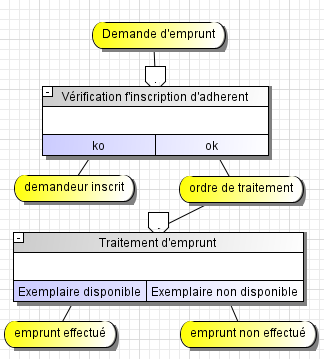 Demande d'emprunt
Vérification f'inscription d'adherent
ko
ok
demandeur inscrit
ordre de traitement
Traitement d'emprunt
Exemplaire disponible
Exemplaire non disponible
emprunt effectué
emprunt non effectué